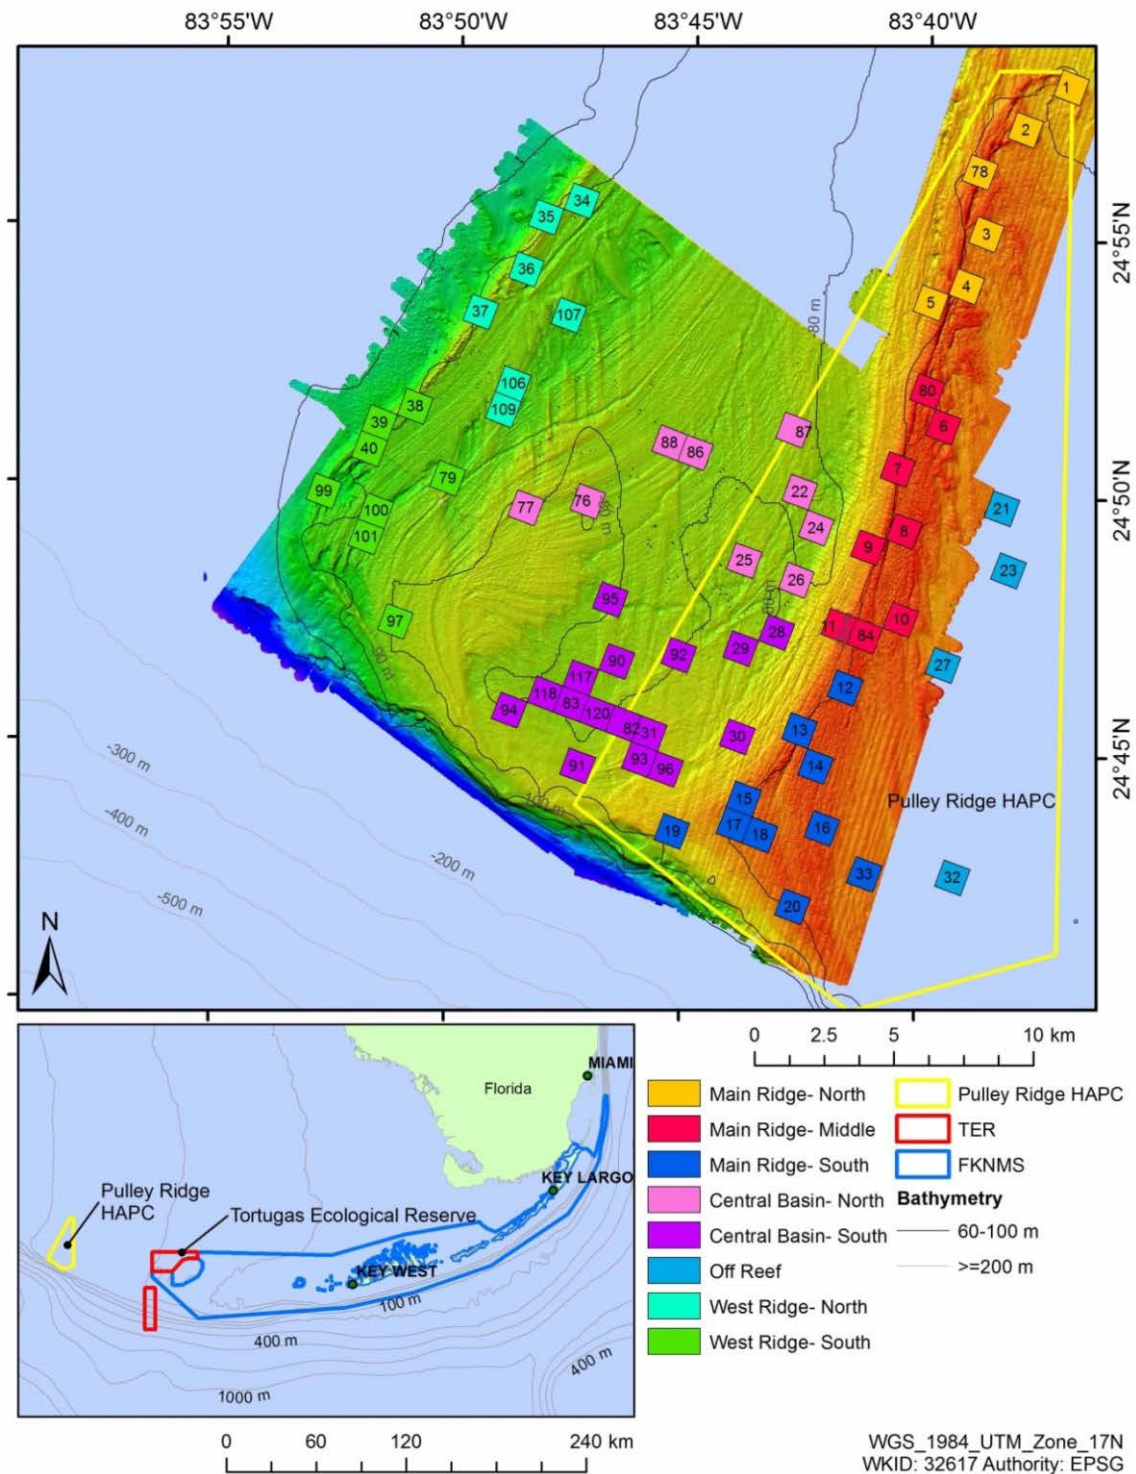 83°55'W 83°50'W 83°45'W 83°40'W
1
2
78
34
35
3
24°55'N
36
4
5
37
107
80 m
106
80
109
38
39
6
87
88
86
40
7
79
99
22
77
76
21
100
24
8
80 m
101
9
25
23
26
95
97
11
10
28
84
29
92
90
27
90 m
117
12
118
83
94
120
82
31
13
30
24°50'N
24°45'N
93
91
96
14
-300 m
15
100 m
Pulley Ridge HAPC
-400 m
17
18
19
16
-200 m
33
32
-500 m
20
N
0 2.5 5 10 km
MIAMI
Florida
KEY LARGO
Pulley Ridge
HAPC
Tortugas Ecological Reserve
KEY WEST
100 m
400 m
400 m
1000 m
0 60 120 240 km
Main Ridge- North
Main Ridge- Middle
Main Ridge- South
Central Basin- North
Central Basin- South
Off Reef
West Ridge- North
West Ridge- South
Pulley Ridge HAPC
TER
FKNMS
Bathymetry
60-100 m
>=200 m
WGS_1984_UTM_Zone_17N
WKID: 32617 Authority: EPSG